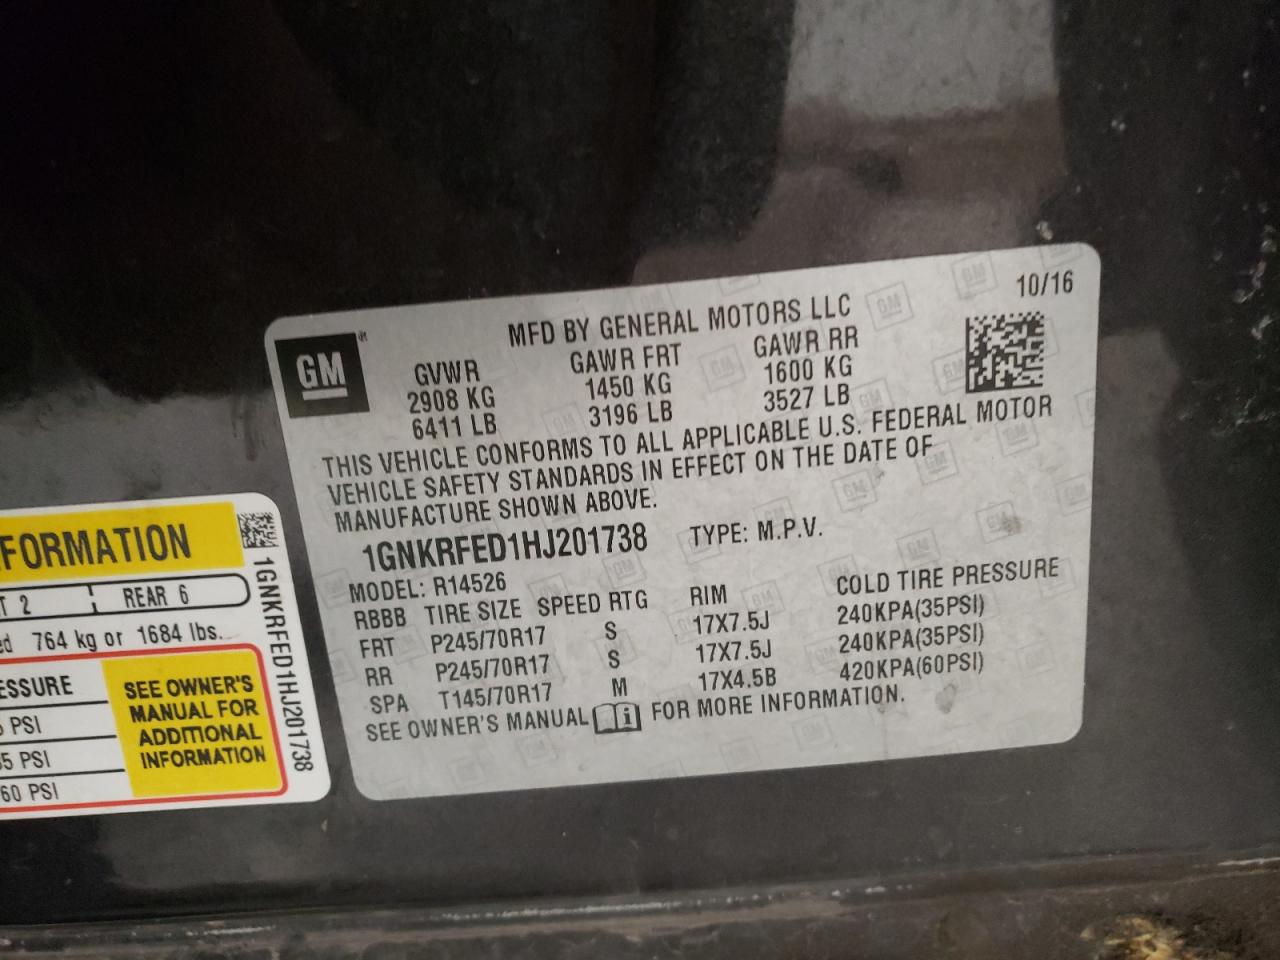 10/16
MFD BY GENERAL MOTORS LLC
GM
GVWR GAWR FRT GAWR RR
2908 KG 1450 KG 1600 KG
6411 LB 3196 LB 3527 LB
THIS VEHICLE CONFORMS TO ALL APPLICABLE U.S. FEDERAL MOTOR
VEHICLE SAFETY STANDARDS IN EFFECT ON THE DATE OF
MANUFACTURE SHOWN ABOVE.
1GNKRFED1HJ201738 TYPE: M.P.V.
MODEL: R14526
RBBB TIRE SIZE SPEED RTG RIM COLD TIRE PRESSURE
FRT P245/70R17 S 17X7.5J 240KPA(35PSI)
RR P245/70R17 S 17X7.5J 240KPA(35PSI)
SPA T145/70R17 M 17X4.5B 420KPA(60PSI)
SEE OWNER'S MANUAL i FOR MORE INFORMATION.
FORMATION
T 2 REAR 6
ed 764 kg or 1684 lbs.
ESSURE
5 PSI
35 PSI
60 PSI
SEE OWNER'S
MANUAL FOR
ADDITIONAL
INFORMATION
1GNKRFED1HJ201738